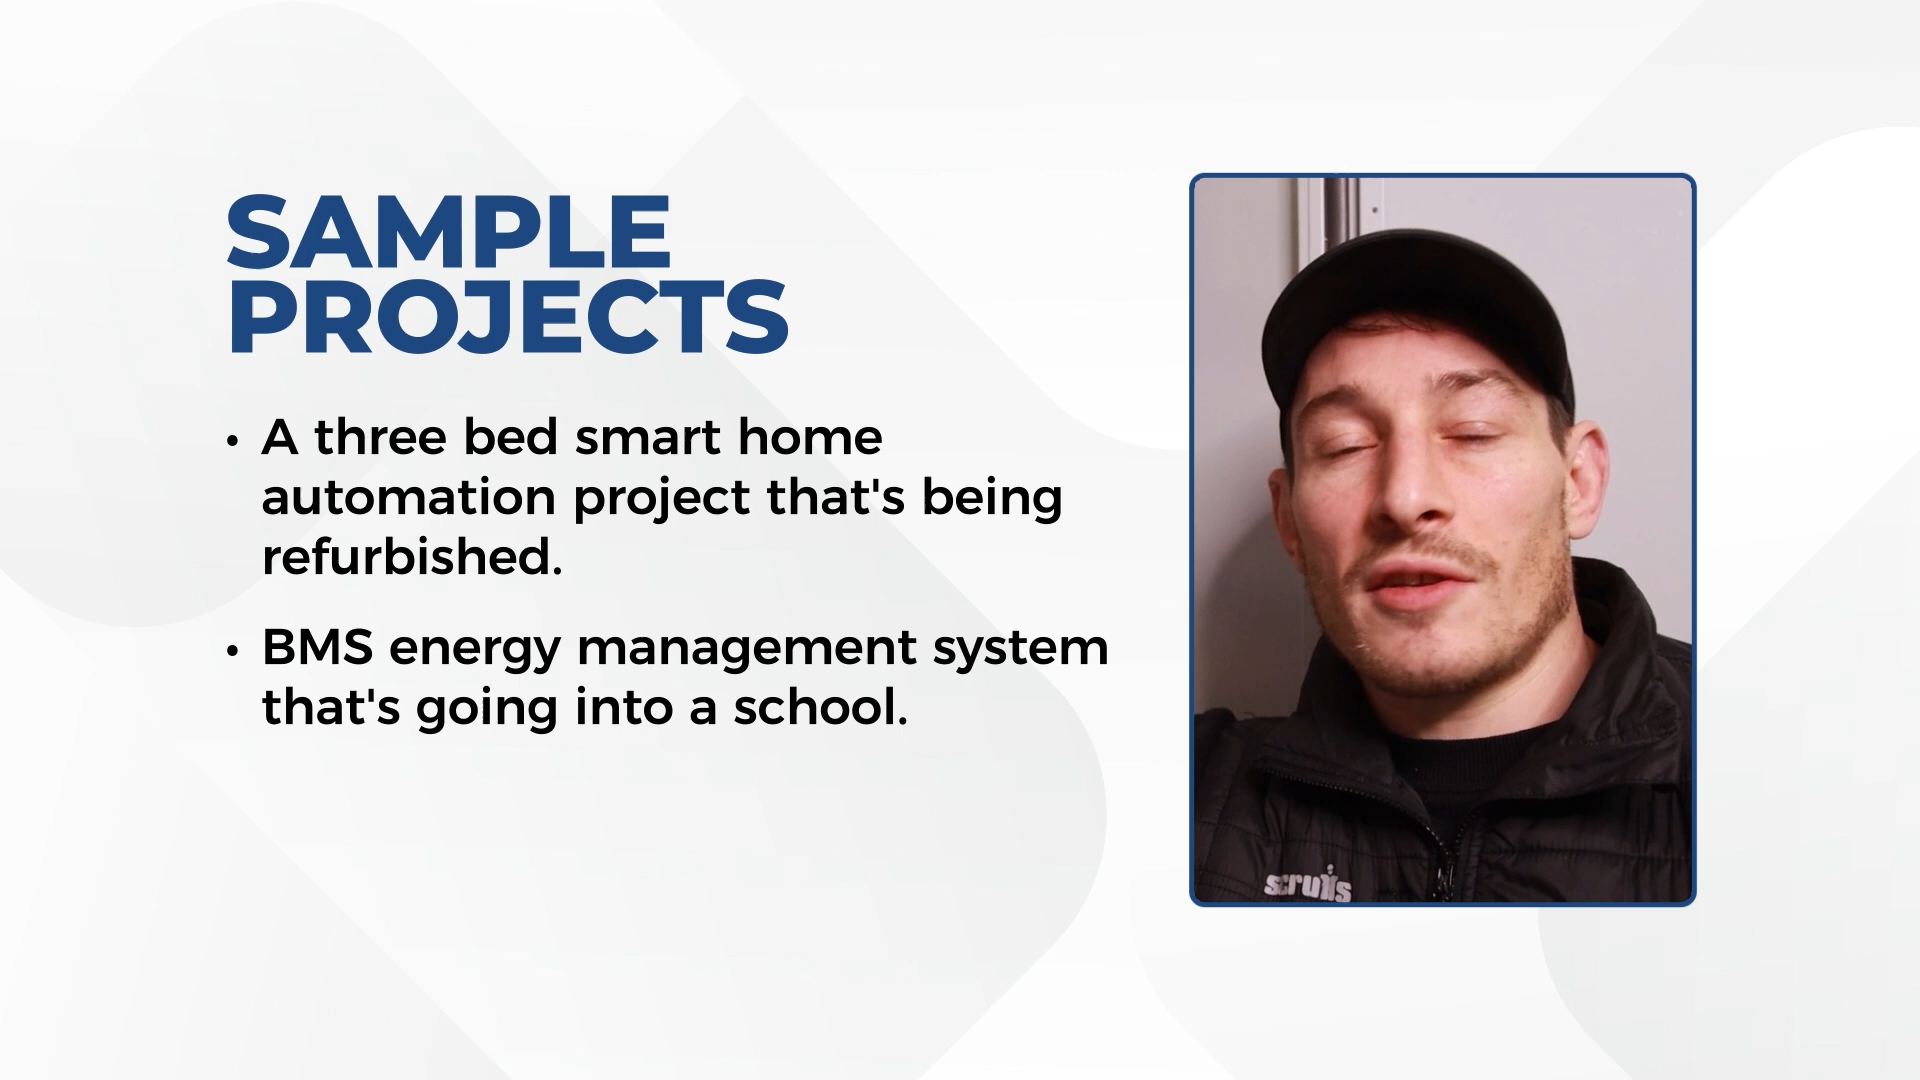 SAMPLE
PROJECTS
• A three bed smart home
automation project that's being
refurbished.
• BMS energy management system
that's going into a school.
scruffs